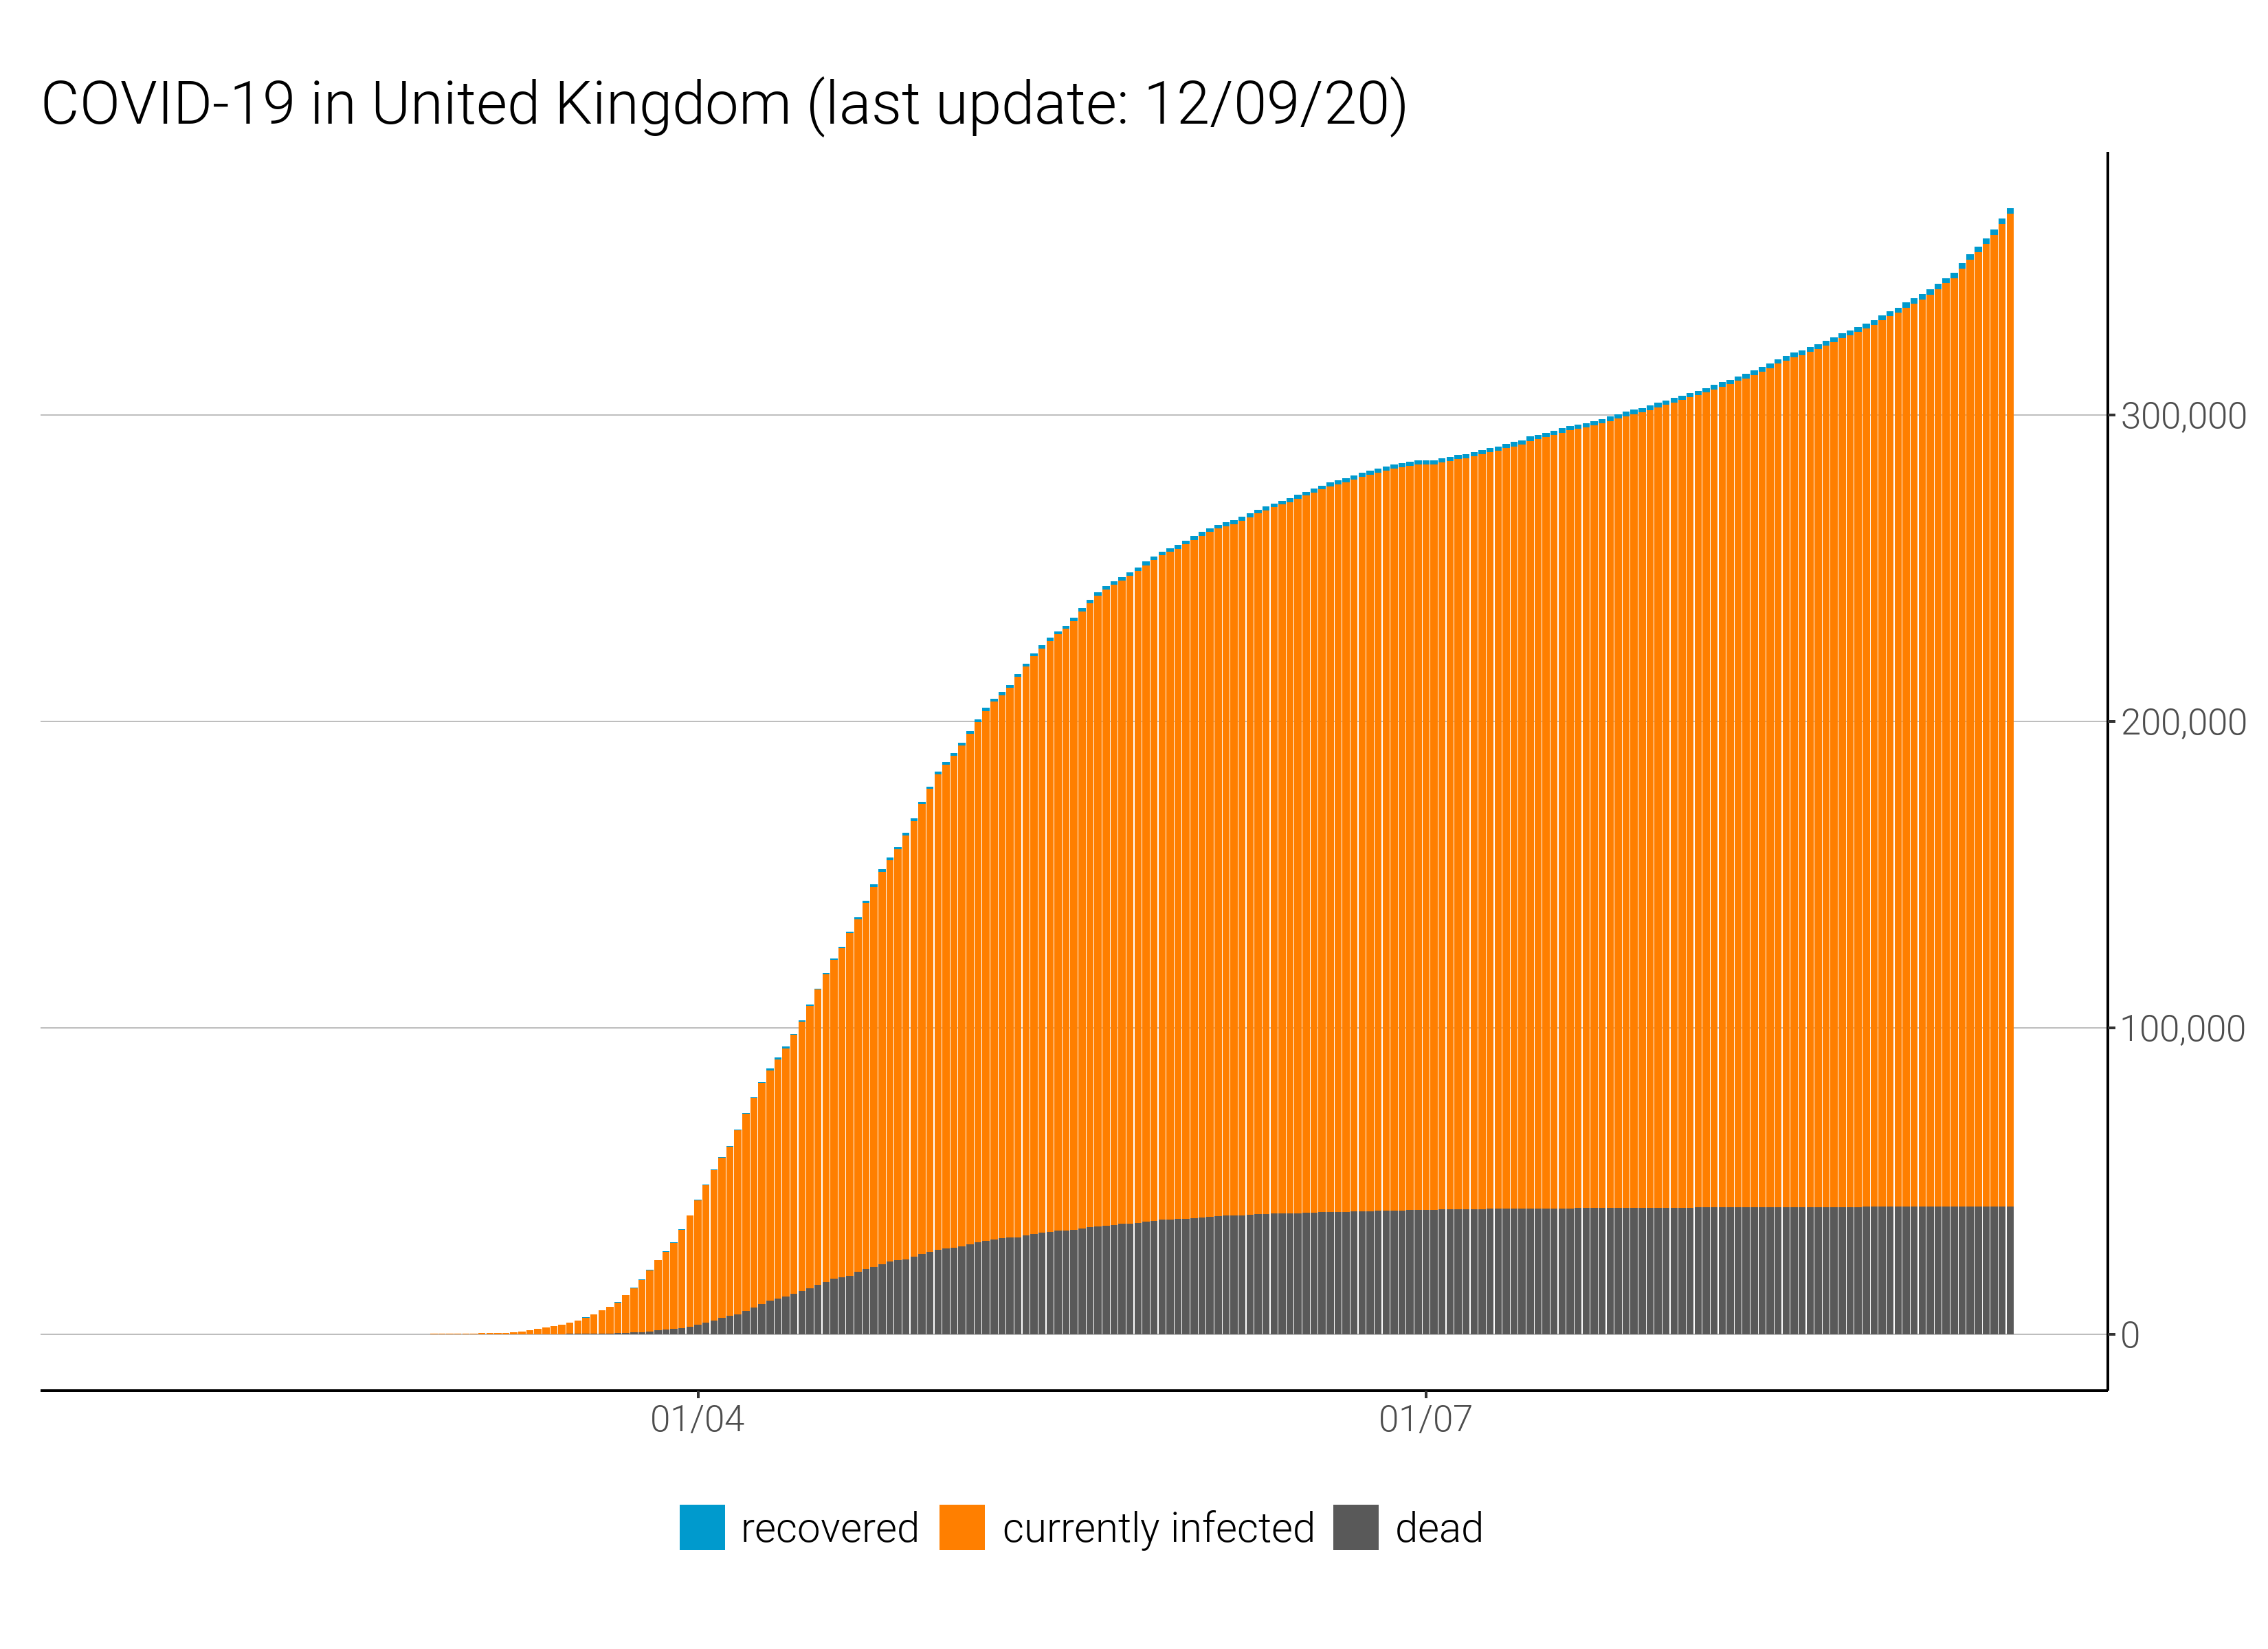 COVID-19 in United Kingdom (last update: 12/09/20)
300,000
200,000
100,000
0
01/04 01/07
recovered currently infected dead